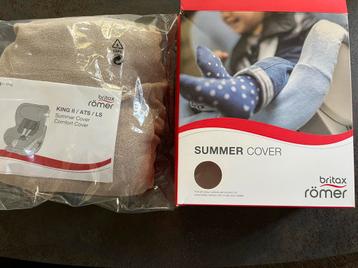 britax
römer
KING II / ATS / LS
Summer Cover
Comfort Cover
SUMMER COVER
britax
römer